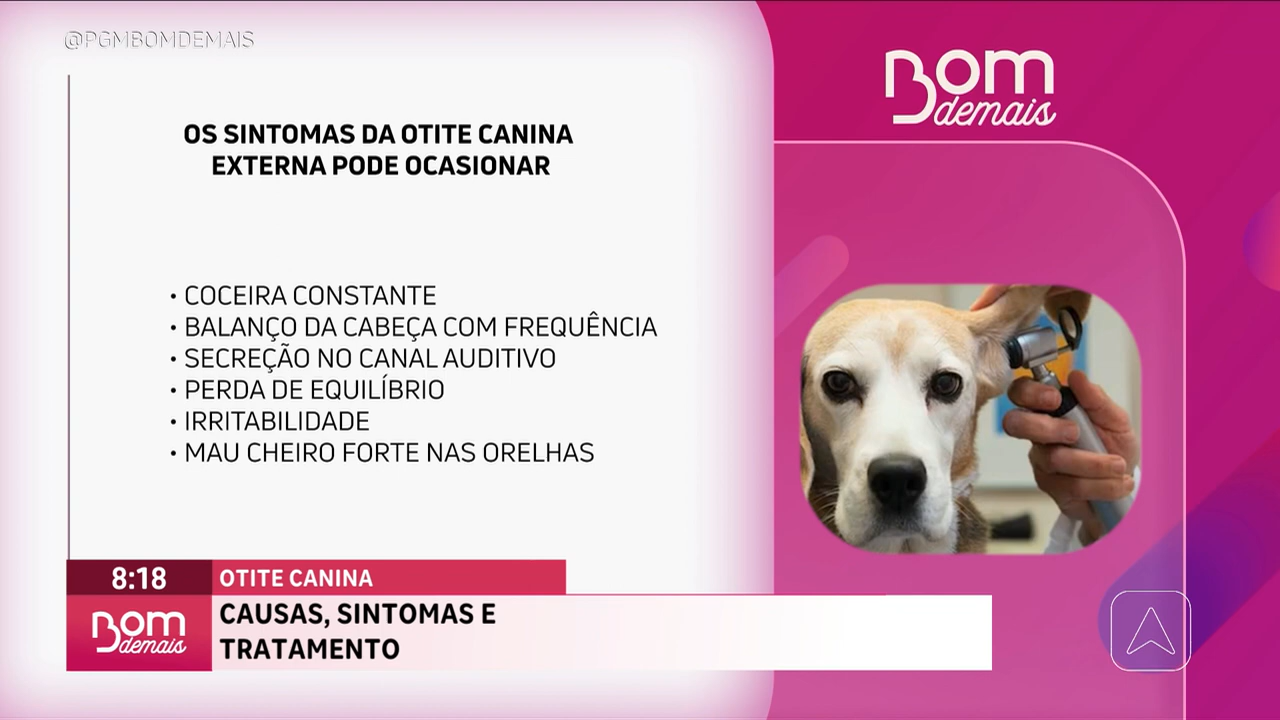 @PGMBOMDEMAIS
Bom
demais
OS SINTOMAS DA OTITE CANINA
EXTERNA PODE OCASIONAR
• COCEIRA CONSTANTE
• BALANÇO DA CABEÇA COM FREQUÊNCIA
• SECREÇÃO NO CANAL AUDITIVO
• PERDA DE EQUILÍBRIO
• IRRITABILIDADE
• MAU CHEIRO FORTE NAS ORELHAS
8:18 OTITE CANINA
Bom
demais
CAUSAS, SINTOMAS E
TRATAMENTO